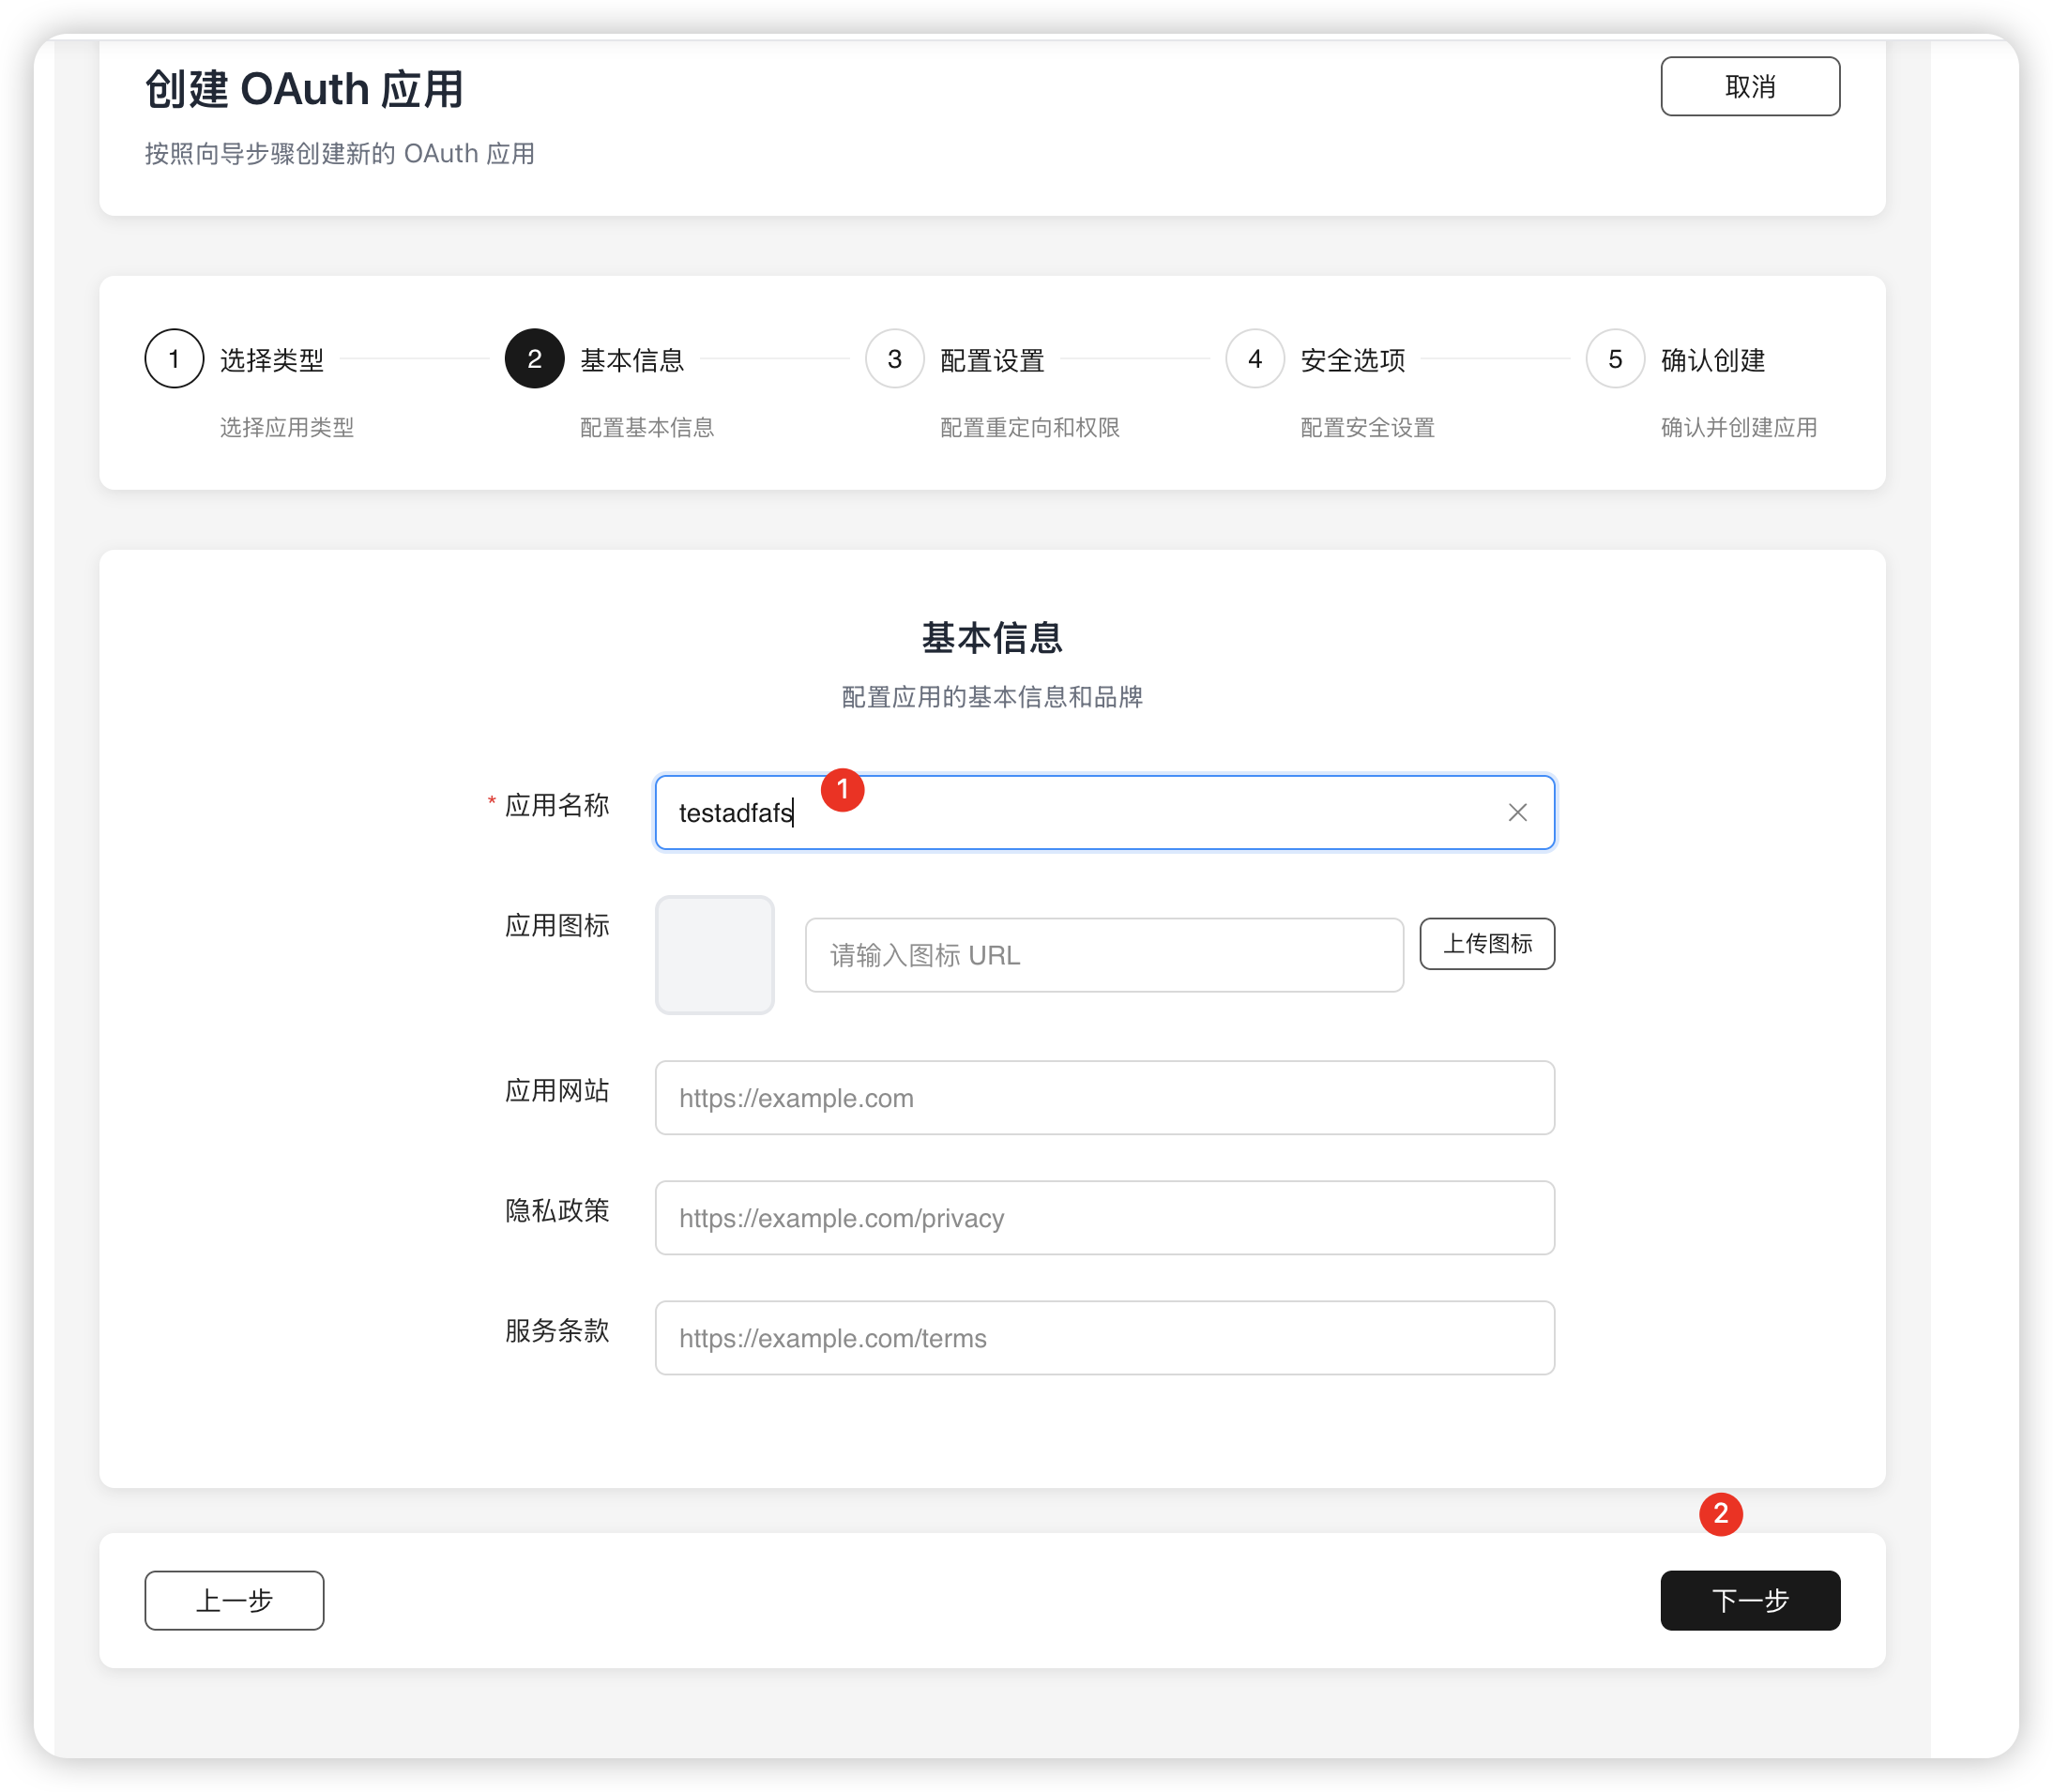 创建 OAuth 应用
取消
按照向导步骤创建新的 OAuth 应用
1 选择类型
选择应用类型
2 基本信息
配置基本信息
3 配置设置
配置重定向和权限
4 安全选项
配置安全设置
5 确认创建
确认并创建应用
基本信息
配置应用的基本信息和品牌
* 应用名称
testadfafs
1
应用图标
请输入图标 URL
上传图标
应用网站
https://example.com
隐私政策
https://example.com/privacy
服务条款
https://example.com/terms
2
上一步
下一步